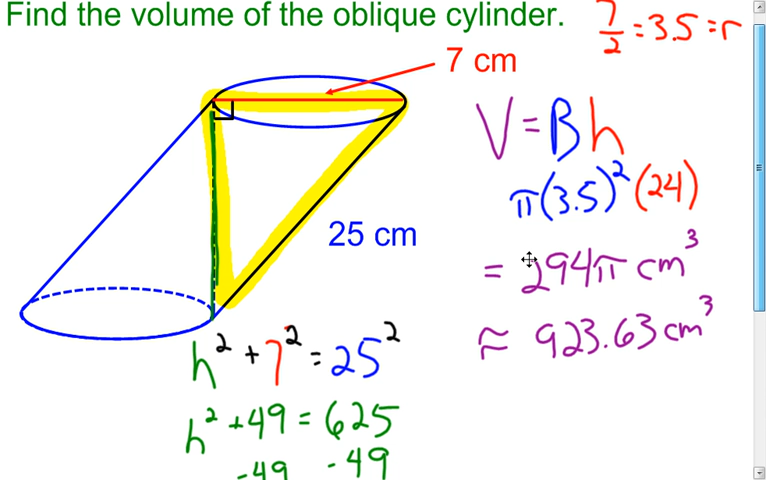 Find the volume of the oblique cylinder.
7/2 = 3.5 = r
7 cm
V = Bh
π(3.5)² (24)
25 cm
= 294π cm³
≈ 923.63 cm³
h² + 7² = 25²
h² + 49 = 625
-49 -49